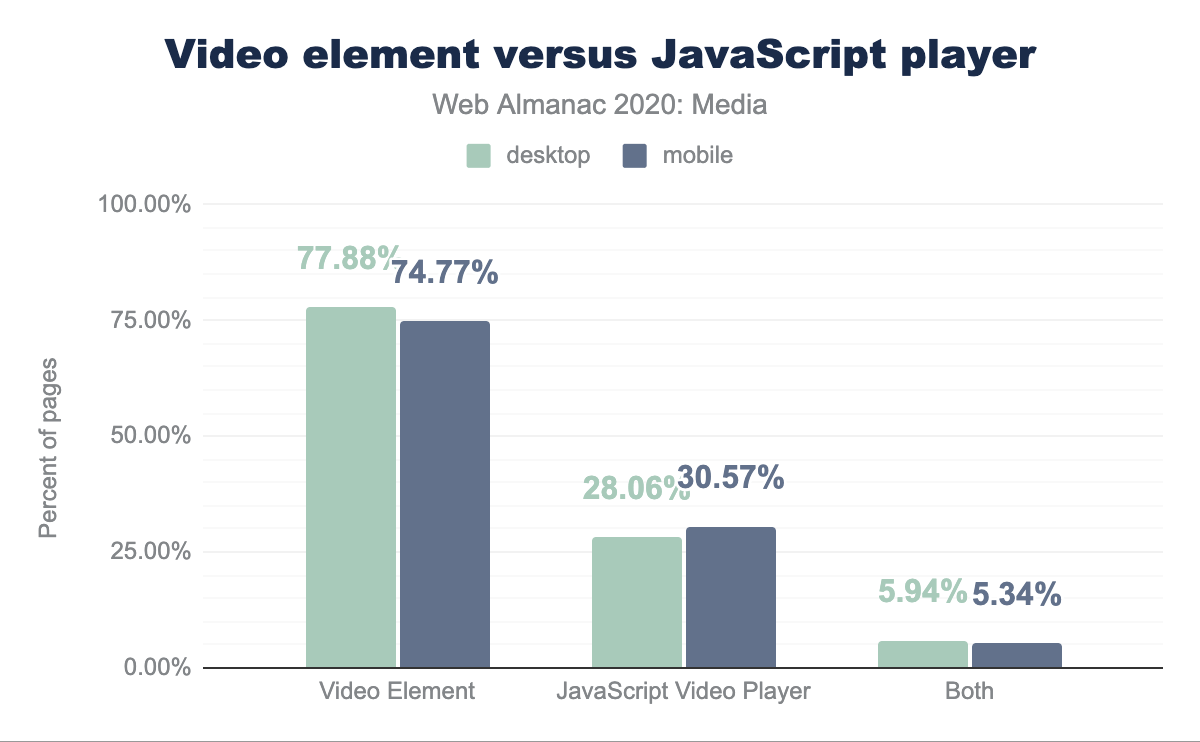 Video element versus JavaScript player
Web Almanac 2020: Media
desktop mobile
100.00%
77.88% 74.77%
75.00%
50.00%
28.06% 30.57%
25.00%
5.94% 5.34%
0.00%
Percent of pages
Video Element JavaScript Video Player Both